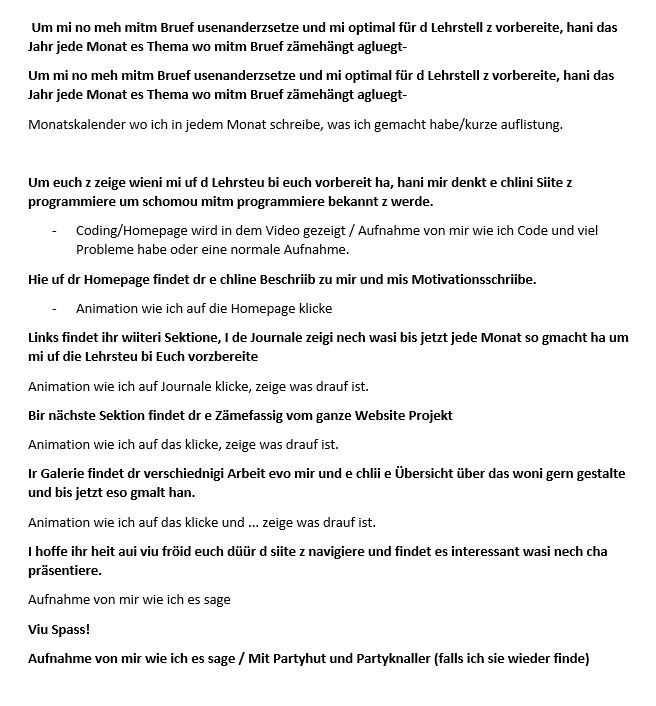 Um mi no meh mitm Bruef usenanderzsetze und mi optimal für d Lehrstell z vorbereite, hani das
Jahr jede Monat es Thema wo mitm Bruef zämehängt agluegt-
Um mi no meh mitm Bruef usenanderzsetze und mi optimal für d Lehrstell z vorbereite, hani das
Jahr jede Monat es Thema wo mitm Bruef zämehängt agluegt-
Monatskalender wo ich in jedem Monat schreibe, was ich gemacht habe/kurze auflistung.
Um euch z zeige wieni mi uf d Lehrsteu bi euch vorbereit ha, hani mir denkt e chlini Siite z
programmiere um schomou mitm programmiere bekannt z werde.
- Coding/Homepage wird in dem Video gezeigt / Aufnahme von mir wie ich Code und viel
Probleme habe oder eine normale Aufnahme.
Hie uf dr Homepage findet dr e chline Beschriib zu mir und mis Motivationsschriibe.
- Animation wie ich auf die Homepage klicke
Links findet ihr wiiteri Sektione, I de Journale zeigi nech wasi bis jetzt jede Monat so gmacht ha um
mi uf die Lehrsteu bi Euch vorzbereite
Animation wie ich auf Journale klicke, zeige was drauf ist.
Bir nächste Sektion findet dr e Zämefassig vom ganze Website Projekt
Animation wie ich auf das klicke, zeige was drauf ist.
Ir Galerie findet dr verschiednigi Arbeit evo mir und e chlii e Übersicht über das woni gern gestalte
und bis jetzt eso gmalt han.
Animation wie ich auf das klicke und ... zeige was drauf ist.
I hoffe ihr heit aui viu fröid euch düür d siite z navigiere und findet es interessant wasi nech cha
präsentiere.
Aufnahme von mir wie ich es sage
Viu Spass!
Aufnahme von mir wie ich es sage / Mit Partyhut und Partyknaller (falls ich sie wieder finde)